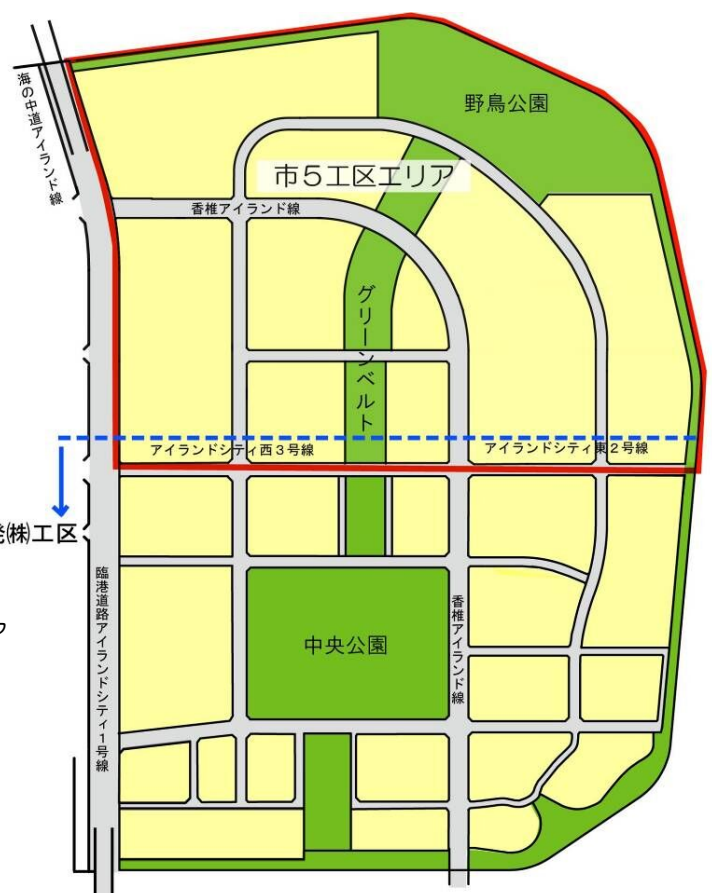 野鳥公園
海の中道アイランド線
市5工区エリア
香椎アイランド線
グリーンベルト
アイランドシティ西3号線
アイランドシティ東2号線
㈱工区
臨港道路アイランドシティ1号線
香椎アイランド線
中央公園